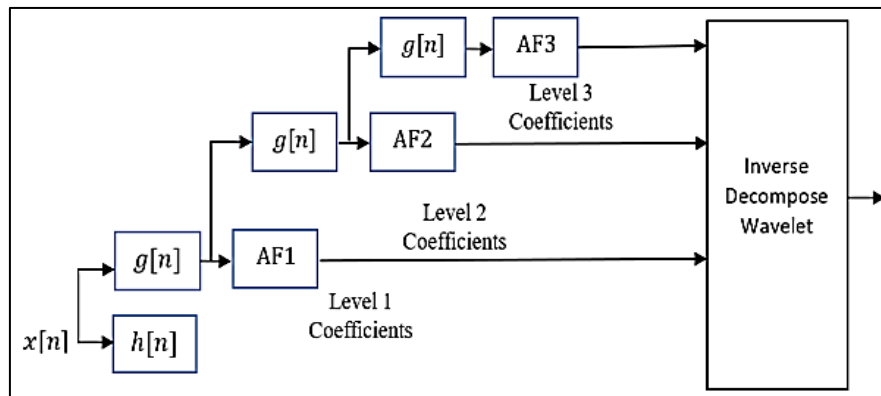 g[n]
AF3
Level 3
Coefficients
g[n]
AF2
Inverse
Decompose
Wavelet
Level 2
Coefficients
g[n]
AF1
Level 1
Coefficients
x[n]
h[n]